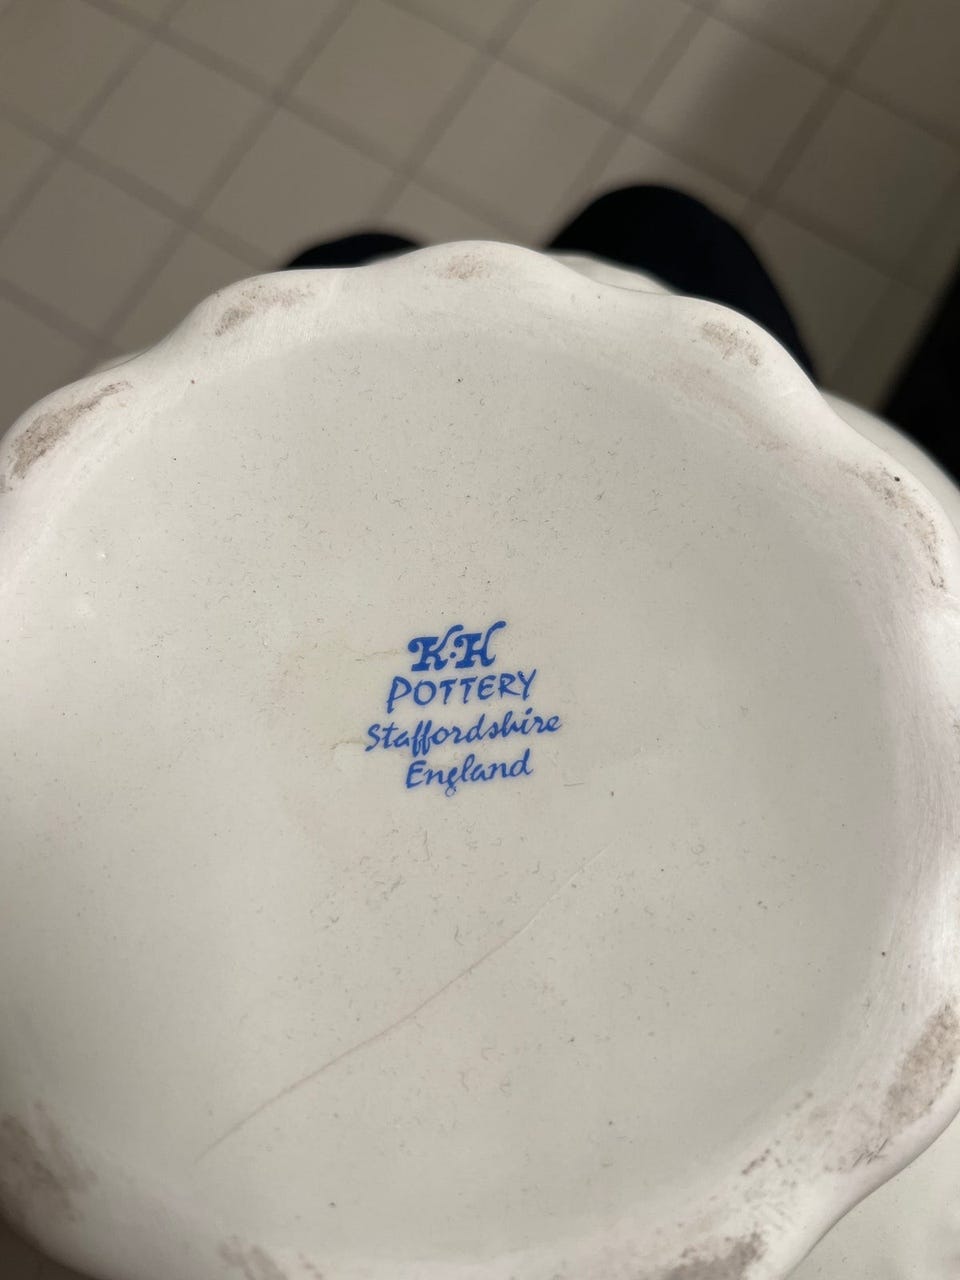 K·H
POTTERY
Staffordshire
England